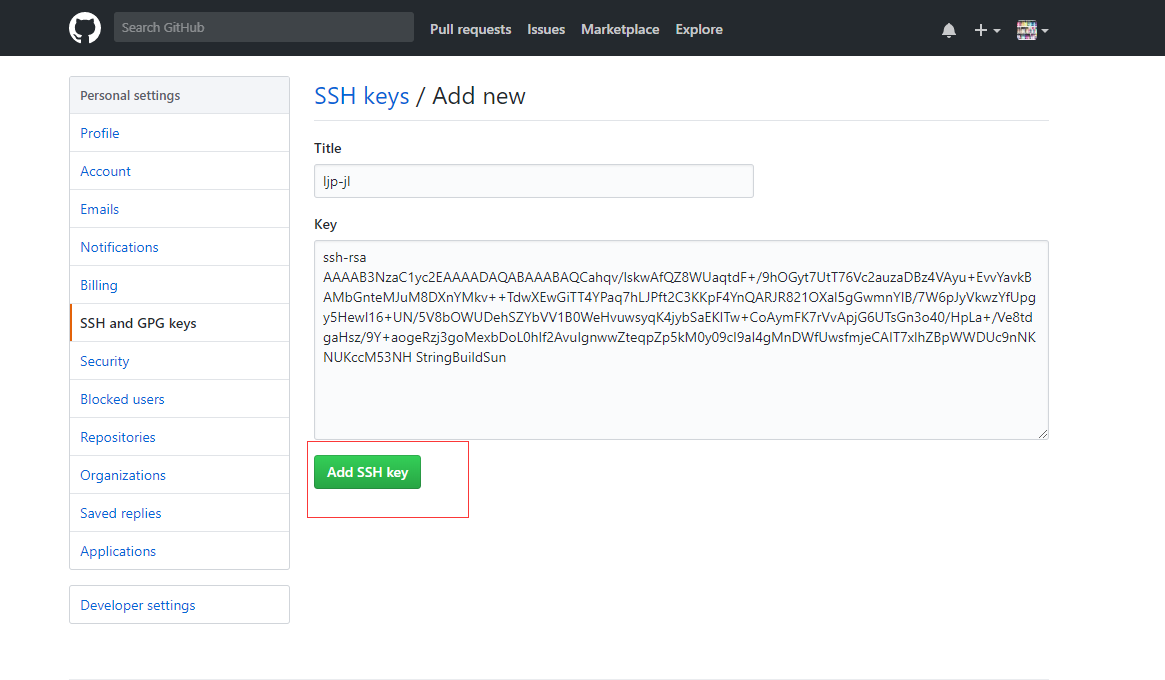 Search GitHub
Pull requests
Issues
Marketplace
Explore
Personal settings
Profile
Account
Emails
Notifications
Billing
SSH and GPG keys
Security
Blocked users
Repositories
Organizations
Saved replies
Applications
Developer settings
SSH keys / Add new
Title
ljp-jl
Key
ssh-rsa
AAAAB3NzaC1yc2EAAAADAQABAAABAQCahqv/IskwAfQZ8WUaqtdF+/9hOGyt7UtT76Vc2auzaDBz4VAyu+EvvYavkB
AMbGnteMJuM8DXnYMkv++TdwXEwGiTT4YPaq7hLJPft2C3KKpF4YnQARJR821OXaI5gGwmnYIB/7W6pJyVkwzYfUpg
y5HewI16+UN/5V8bOWUDehSZYbVV1B0WeHvuwsyqK4jybSaEKITw+CoAymFK7rVvApjG6UTsGn3o40/HpLa+/Ve8td
gaHsz/9Y+aogeRzj3goMexbDoL0hlf2AvuIgnwwZteqpZp5kM0y09cl9aI4gMnDWfUwsfmjeCAIT7xlhZBpWWDUc9nNK
NUKccM53NH StringBuildSun
Add SSH key